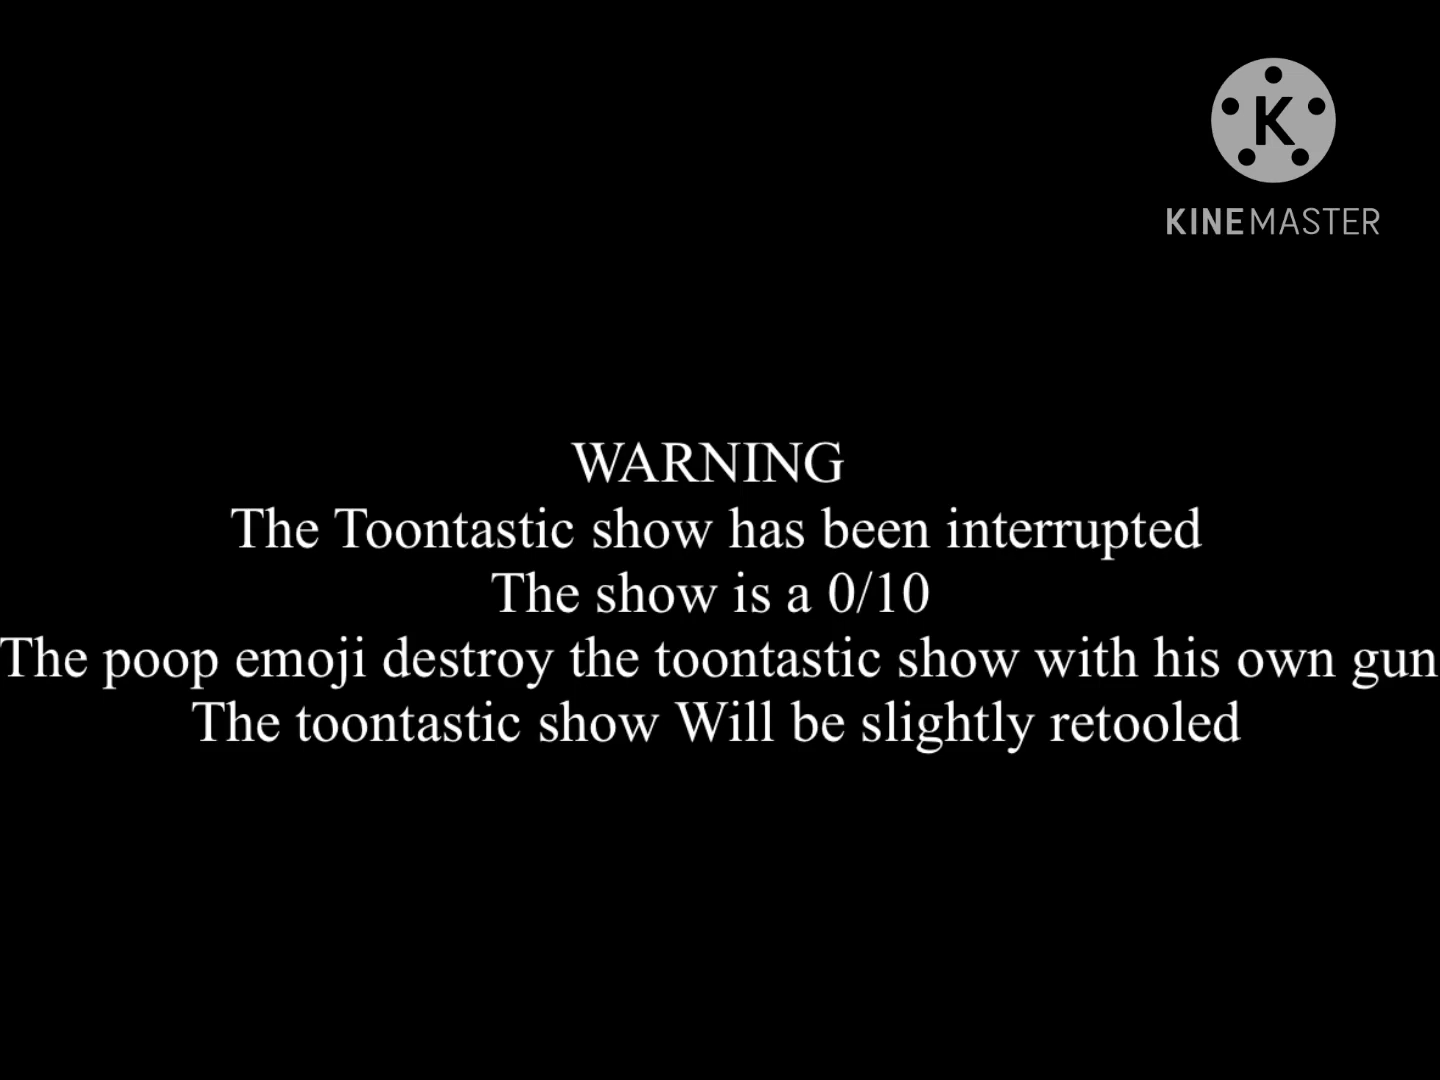 K
KINEMASTER
WARNING
The Toontastic show has been interrupted
The show is a 0/10
The poop emoji destroy the toontastic show with his own gun
The toontastic show Will be slightly retooled